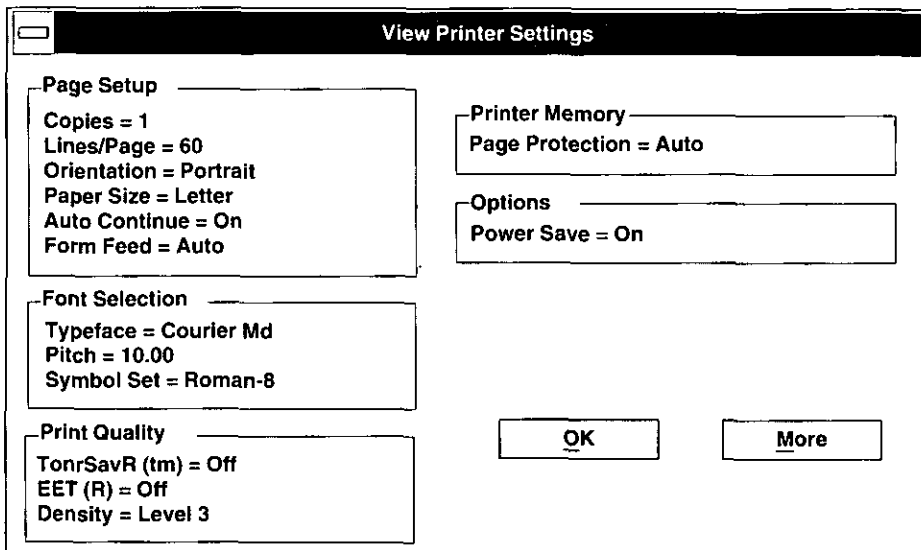 View Printer Settings
Page Setup
Copies = 1
Lines/Page = 60
Orientation = Portrait
Paper Size = Letter
Auto Continue = On
Form Feed = Auto
Font Selection
Typeface = Courier Md
Pitch = 10.00
Symbol Set = Roman-8
Print Quality
TonrSavR (tm) = Off
EET (R) = Off
Density = Level 3
Printer Memory
Page Protection = Auto
Options
Power Save = On
OK
More